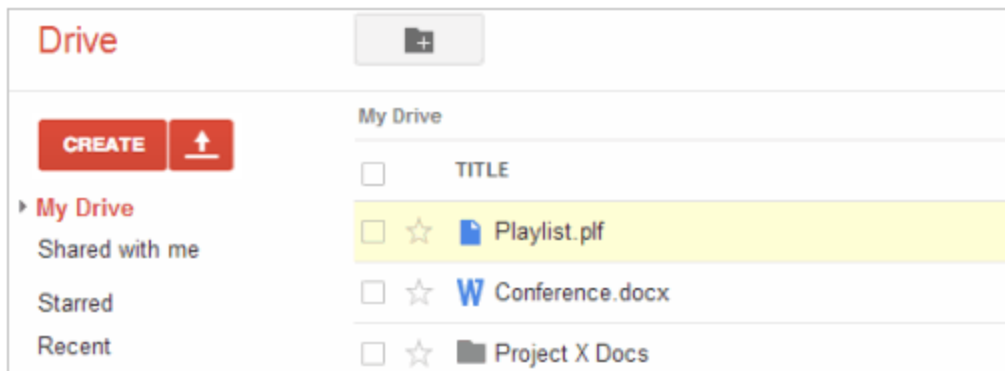 Drive
CREATE
My Drive
Shared with me
Starred
Recent
My Drive
TITLE
Playlist.plf
Conference.docx
Project X Docs